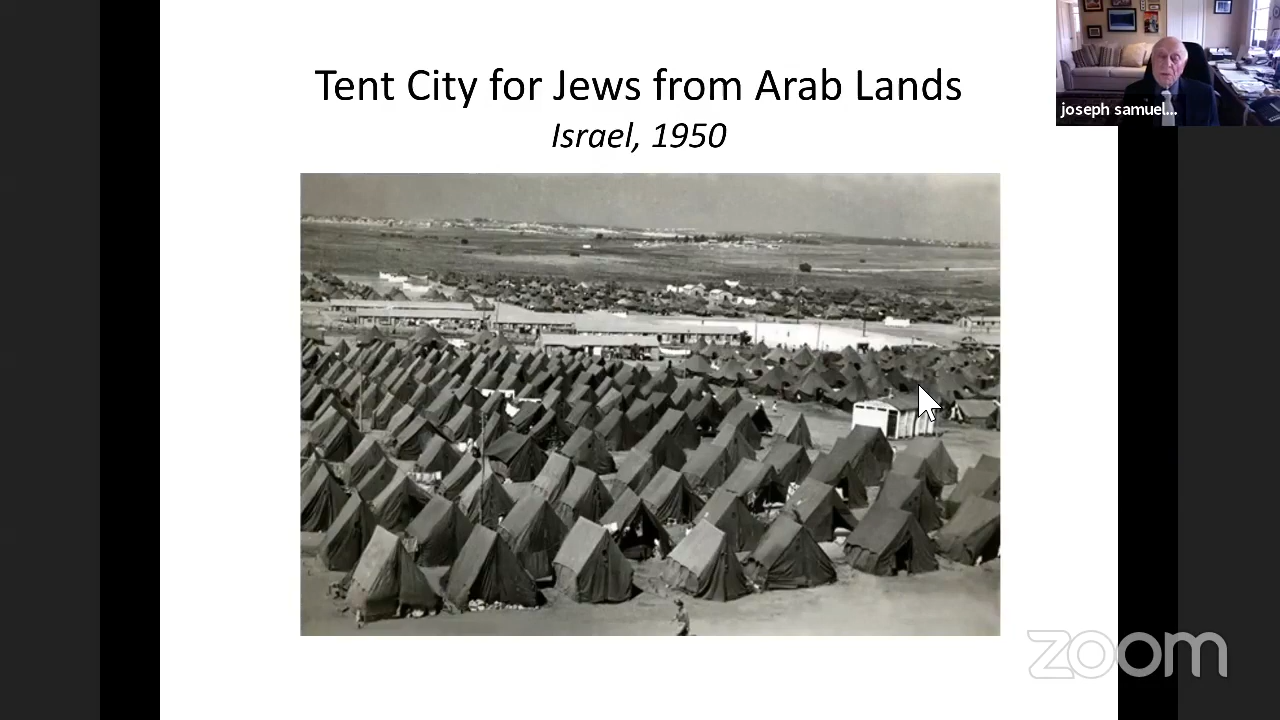 Tent City for Jews from Arab Lands
Israel, 1950
joseph samuel...
zoom